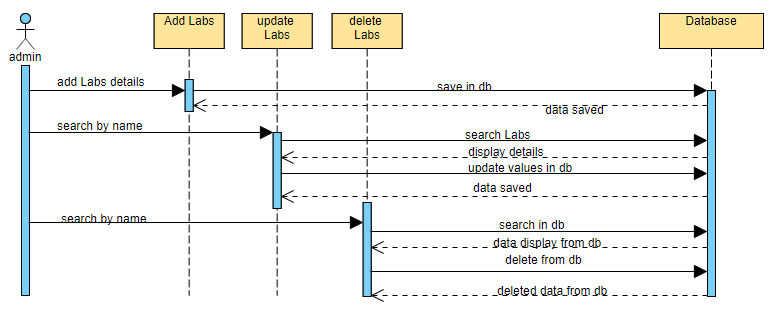 Add Labs
update
Labs
delete
Labs
Database
admin
add Labs details
save in db
data saved
search by name
search Labs
display details
update values in db
data saved
search by name
search in db
data display from db
delete from db
deleted data from db